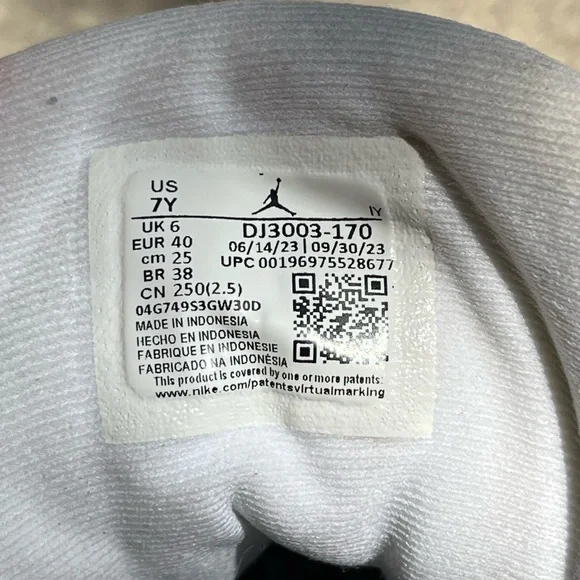 US
7Y
IY
UK 6
DJ3003-170
EUR 40
06/14/23 | 09/30/23
cm 25
UPC 00196975528677
BR 38
CN 250(2.5)
04G749S3GW30D
MADE IN INDONESIA
HECHO EN INDONESIA
FABRIQUE EN INDONESIE
FABRICADO NA INDONÉSIA
This product is covered by one or more patents:
www.nike.com/patentsvirtualmarking